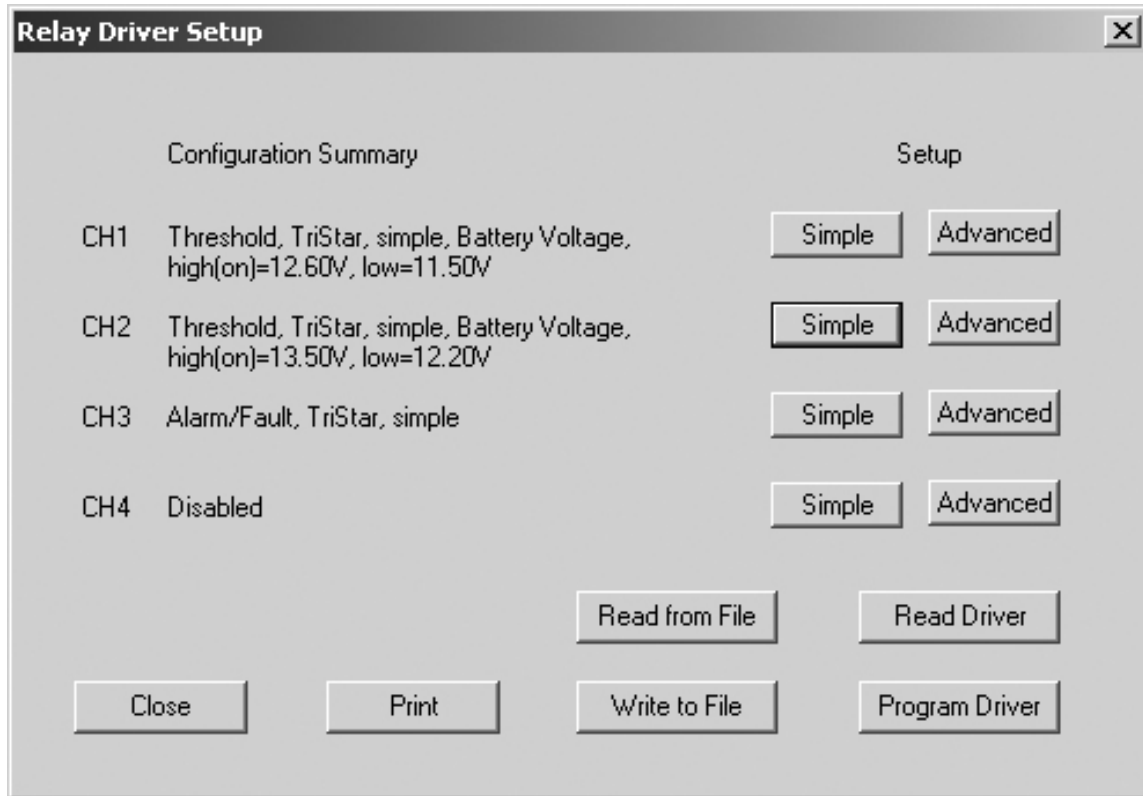 Relay Driver Setup
Configuration Summary
Setup
CH1
Threshold, TriStar, simple, Battery Voltage,
high(on)=12.60V, low=11.50V
Simple
Advanced
CH2
Threshold, TriStar, simple, Battery Voltage,
high(on)=13.50V, low=12.20V
Simple
Advanced
CH3
Alarm/Fault, TriStar, simple
Simple
Advanced
CH4
Disabled
Simple
Advanced
Read from File
Read Driver
Close
Print
Write to File
Program Driver